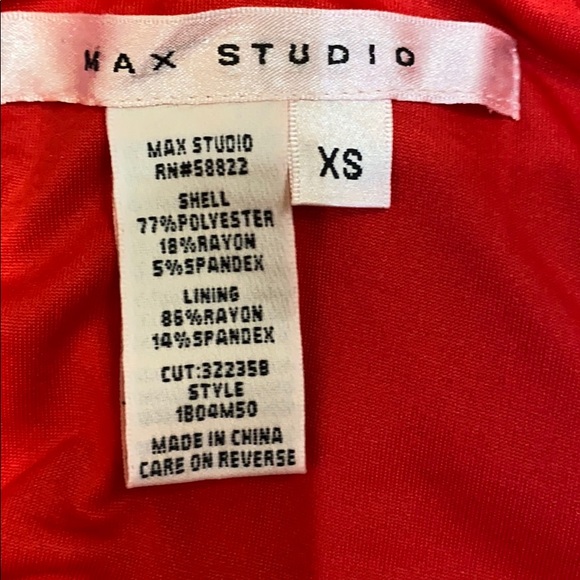 MAX STUDIO
XS
MAX STUDIO
RN#58822
SHELL
77%POLYESTER
18%RAYON
5%SPANDEX
LINING
86%RAYON
14%SPANDEX
CUT:322358
STYLE
1B04M50
MADE IN CHINA
CARE ON REVERSE